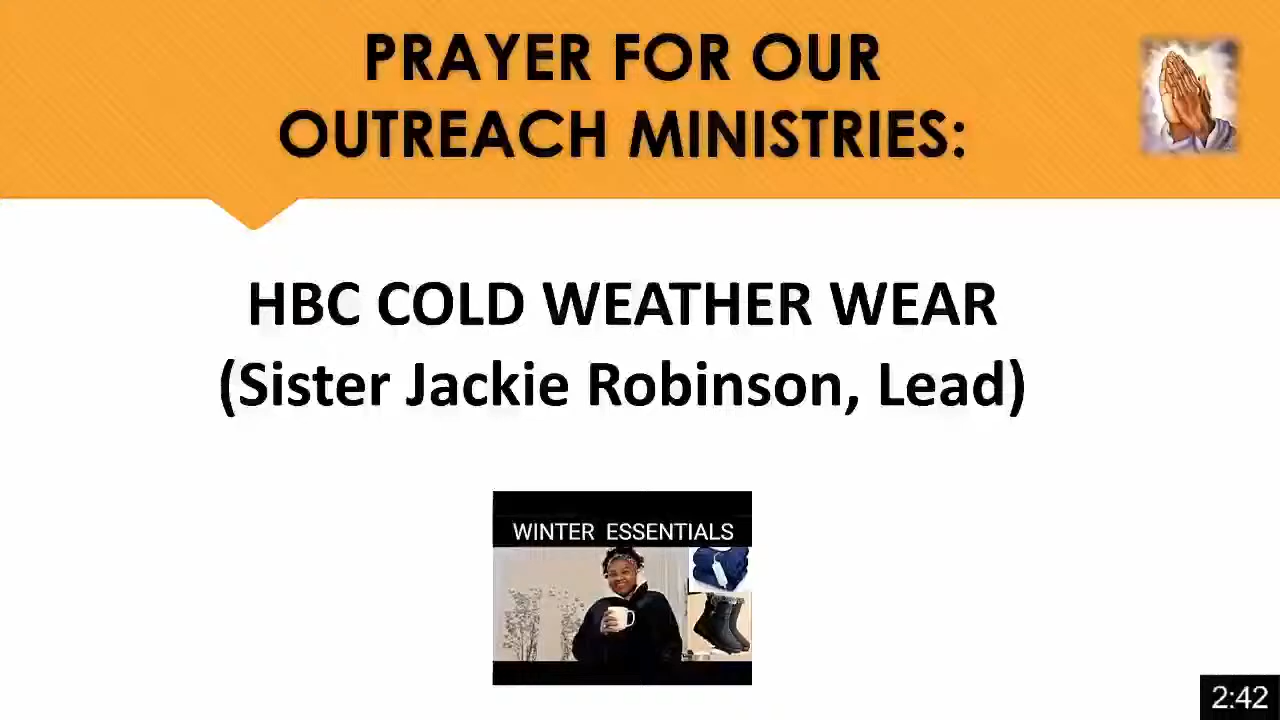 PRAYER FOR OUR
OUTREACH MINISTRIES:
HBC COLD WEATHER WEAR
(Sister Jackie Robinson, Lead)
WINTER ESSENTIALS
2:42